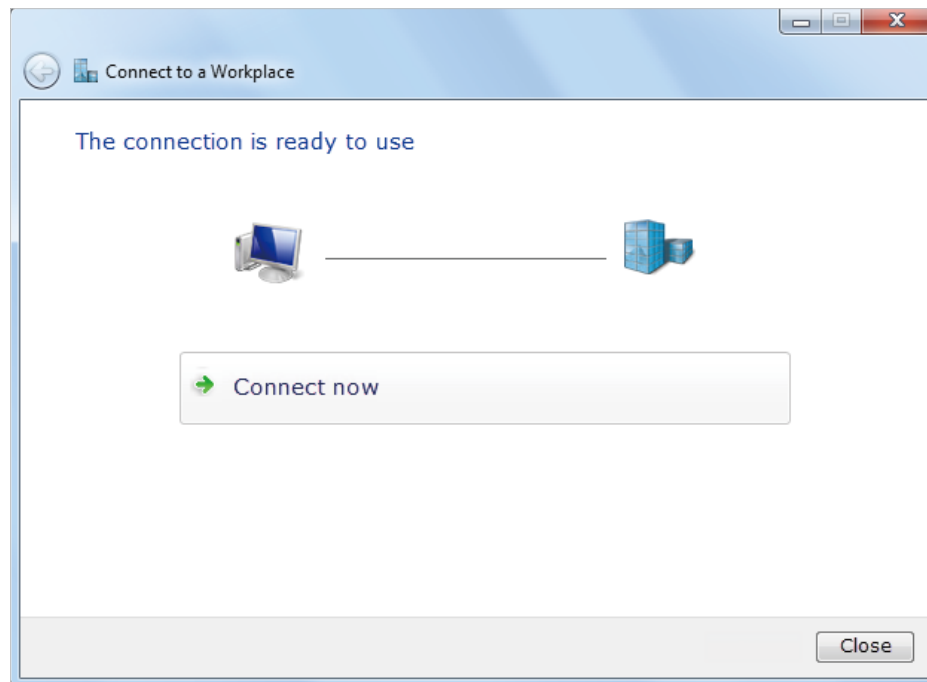 Connect to a Workplace
The connection is ready to use
Connect now
Close